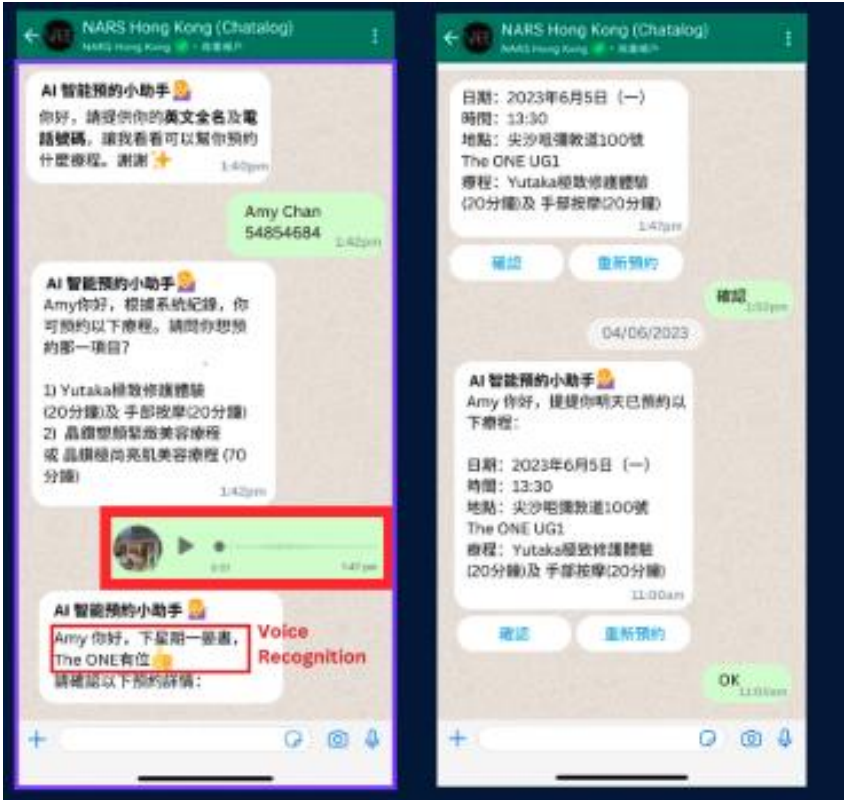 NARS Hong Kong (Chatalog)
NARS Hong Kong
AI 智能預約小助手
你好，請提供你的英文全名及電
話號碼，讓我看看可以幫你預約
什麼療程。謝謝
1:40pm
Amy Chan
54854684
1:42pm
AI 智能預約小助手
Amy你好，根據系統紀錄，你
可預約以下療程。請問你想預
約那一項目?
1) Yutaka極致修護體驗
(20分鐘)及 手部按摩(20分鐘)
2) 晶鑽塑顏緊緻美容療程
或 晶鑽極尚亮肌美容療程 (70
分鐘)
1:42pm
1:47 pm
AI 智能預約小助手
Amy 你好，下星期一晏晝，
The ONE有位
請確認以下預約詳情：
Voice
Recognition
NARS Hong Kong (Chatalog)
NARS Hong Kong
日期：2023年6月5日（一）
時間：13:30
地點：尖沙咀彌敦道100號
The ONE UG1
療程：Yutaka極致修護體驗
(20分鐘)及 手部按摩(20分鐘)
1:47pm
確認
重新預約
確認
04/06/2023
AI 智能預約小助手
Amy 你好，提提你明天已預約以
下療程：
日期：2023年6月5日（一）
時間：13:30
地點：尖沙咀彌敦道100號
The ONE UG1
療程：Yutaka極致修護體驗
(20分鐘)及 手部按摩(20分鐘)
11:00am
確認
重新預約
OK